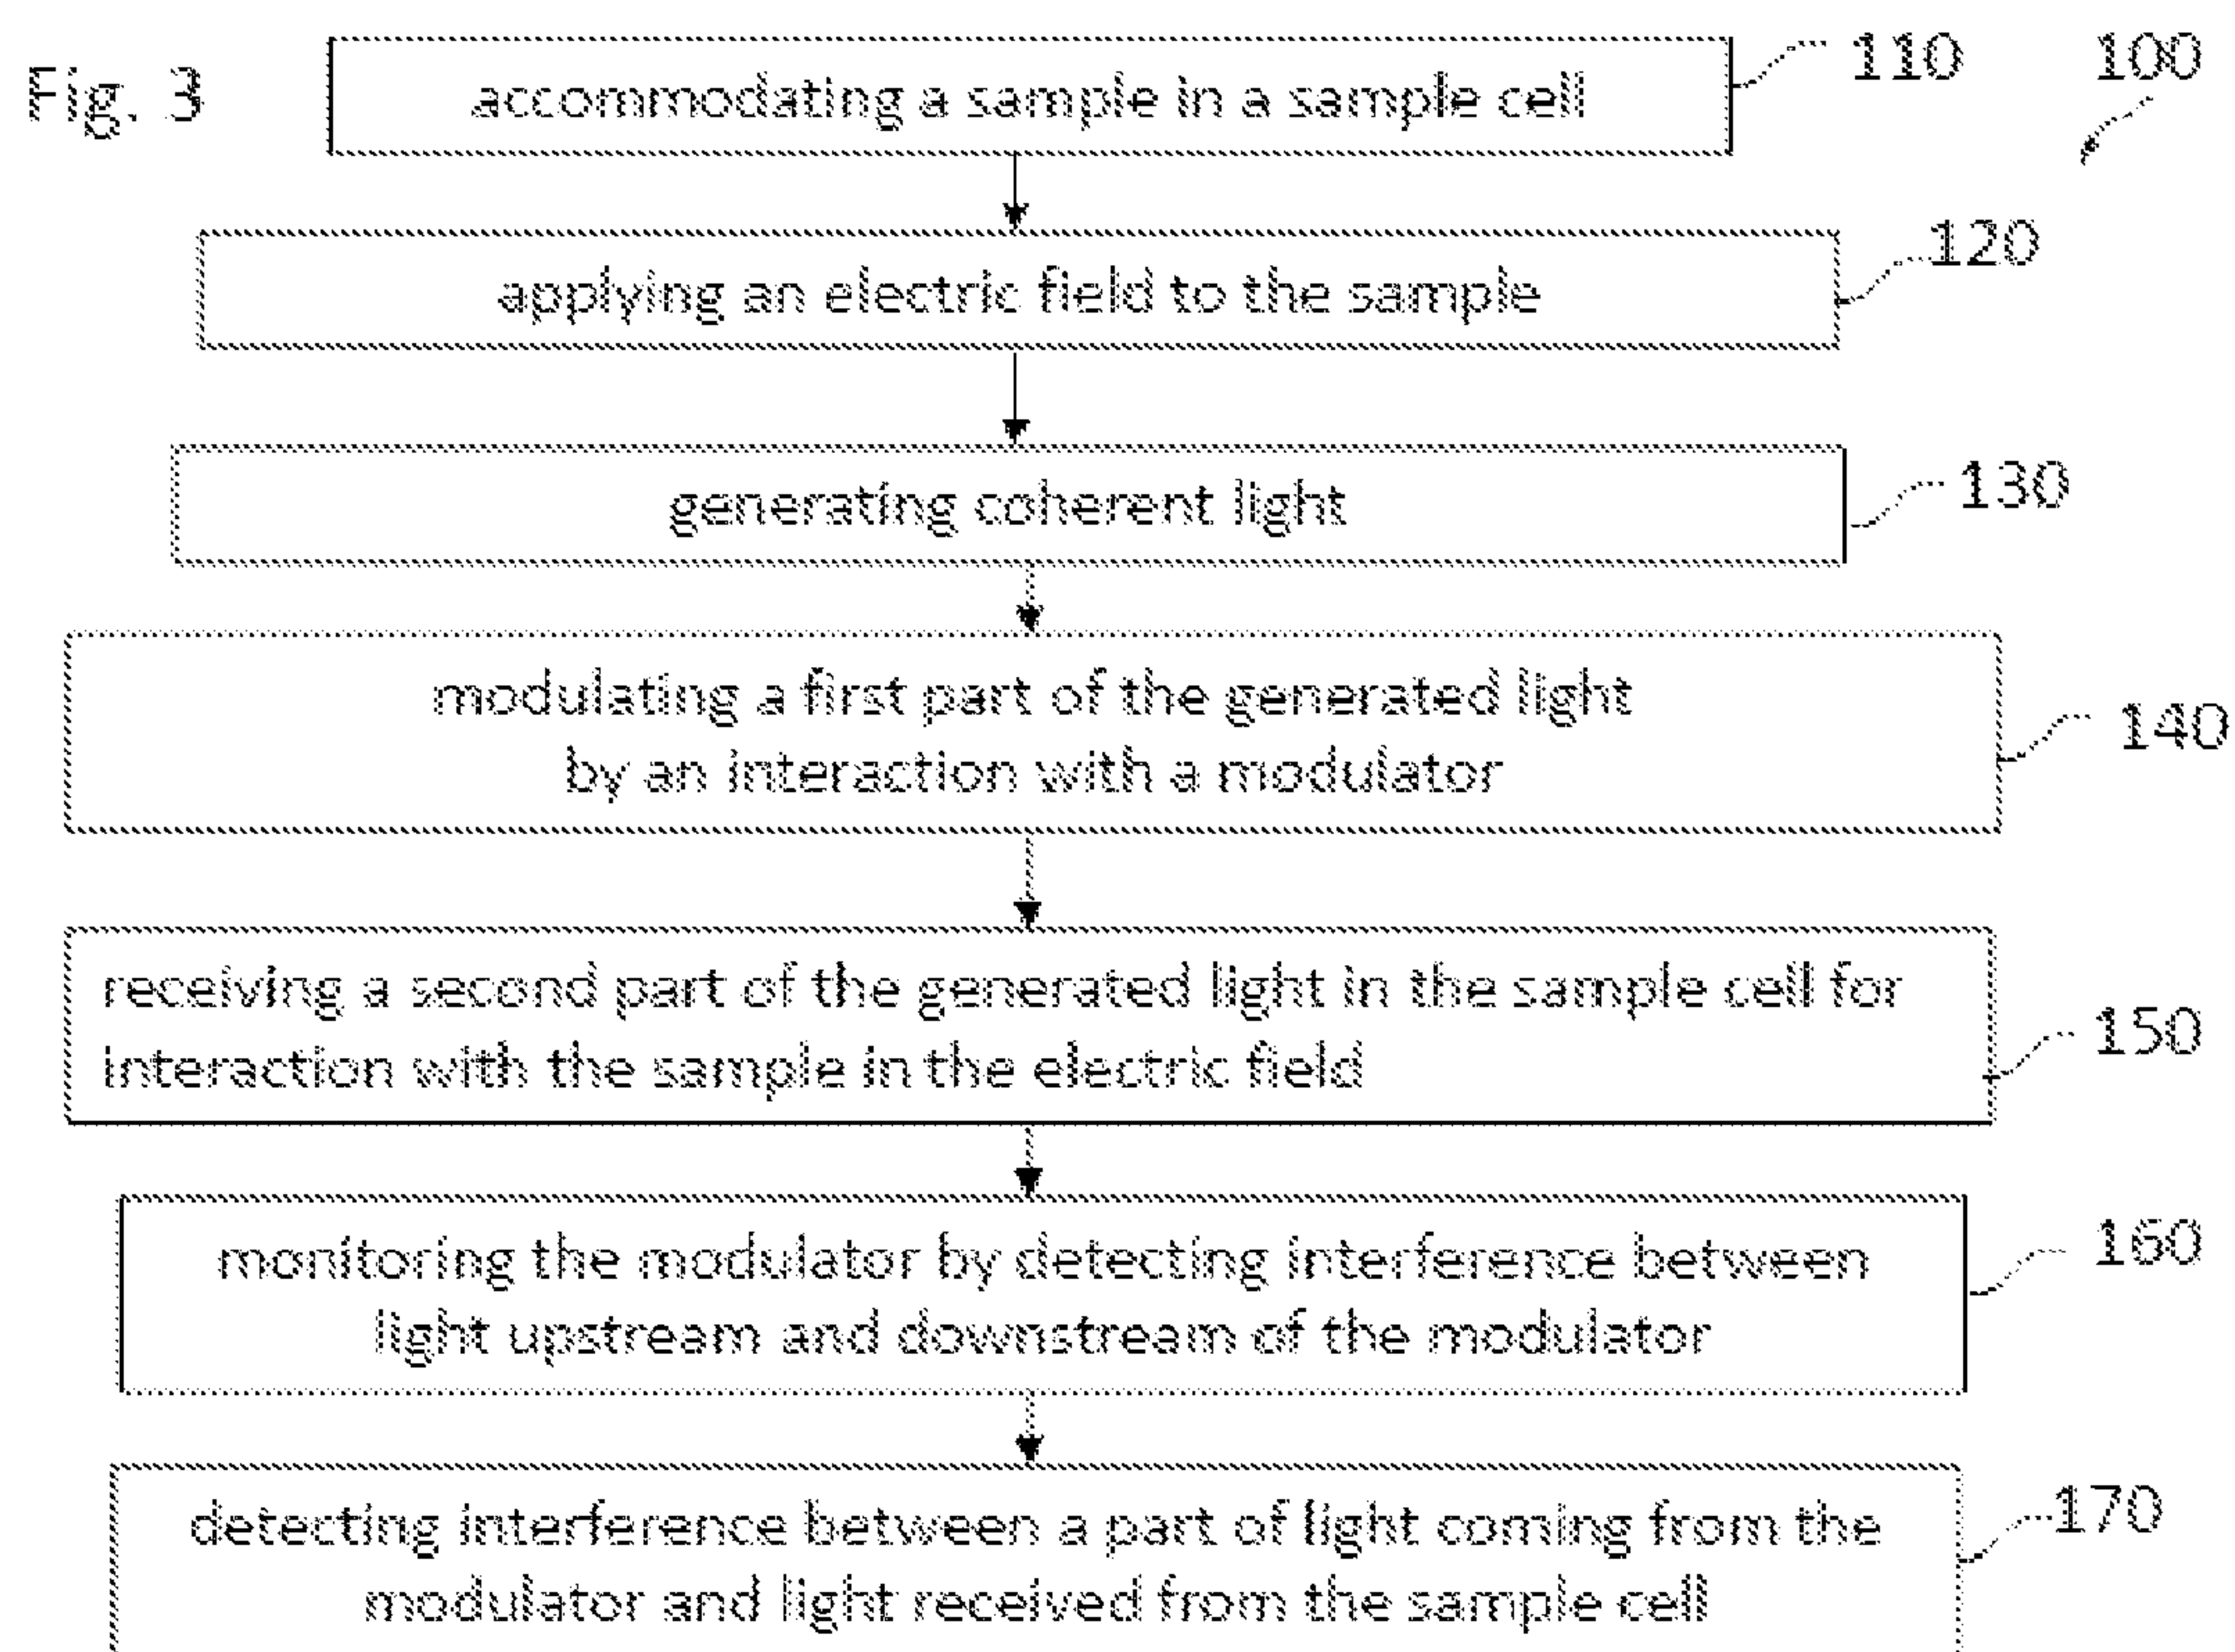 Fig. 3
accommodating a sample in a sample cell
110
100
applying an electric field to the sample
120
generating coherent light
130
modulating a first part of the generated light
by an interaction with a modulator
140
receiving a second part of the generated light in the sample cell for
interaction with the sample in the electric field
150
monitoring the modulator by detecting interference between
light upstream and downstream of the modulator
160
detecting interference between a part of light coming from the
modulator and light received from the sample cell
170